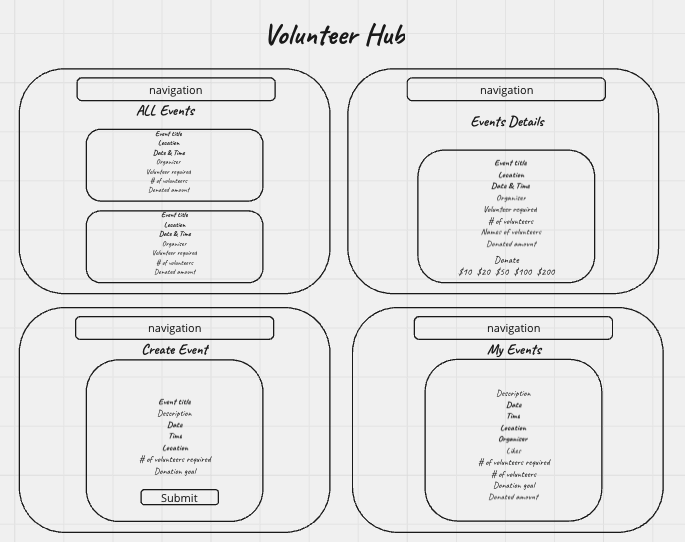 Volunteer Hub
navigation
ALL Events
Event title
Location
Date & Time
Organizer
Volunteer required
# of volunteers
Donated amount
Event title
Location
Date & Time
Organizer
Volunteer required
# of volunteers
Donated amount
navigation
Events Details
Event title
Location
Date & Time
Organizer
Volunteer required
# of volunteers
Names of volunteers
Donated amount
Donate
$10 $20 $50 $100 $200
navigation
Create Event
Event title
Description
Date
Time
Location
# of volunteers required
Donation goal
Submit
navigation
My Events
Description
Date
Time
Location
Organizer
Likes
# of volunteers required
# of volunteers
Donation goal
Donated amount